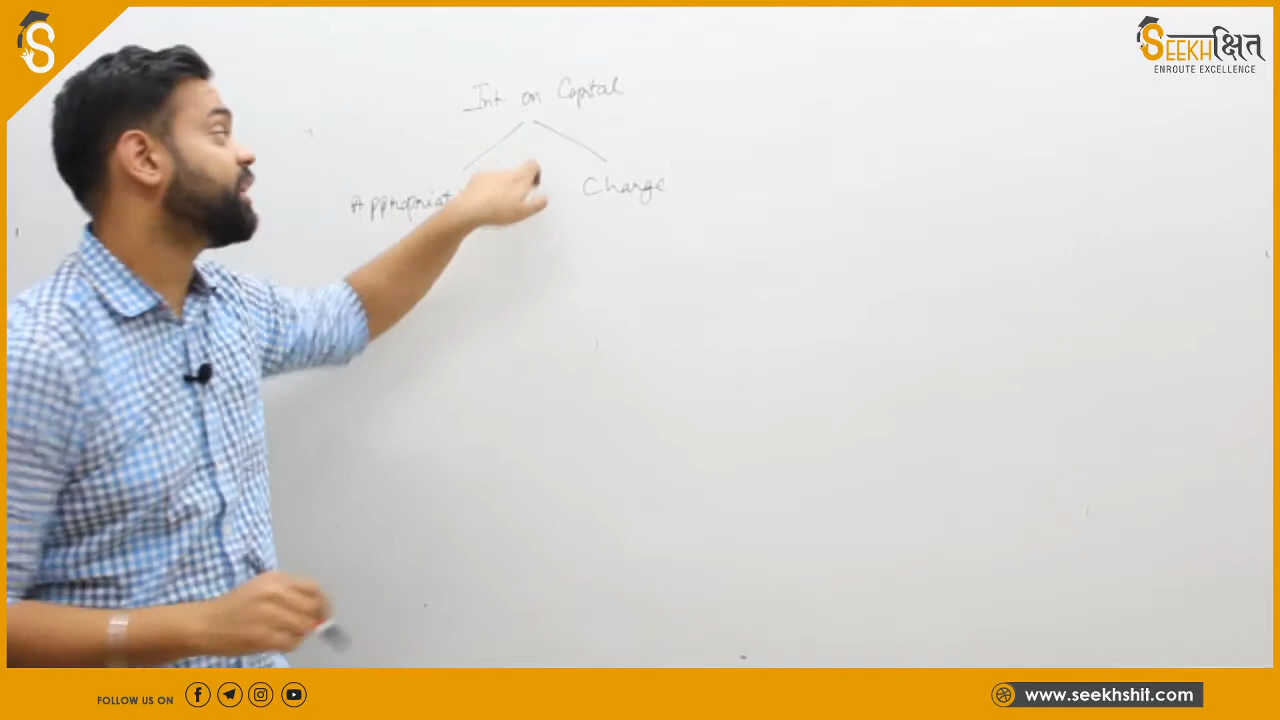 S
SEEKHक्षित
ENROUTE EXCELLENCE
Int on Capital
Appropriat
Charge
FOLLOW US ON
www.seekhshit.com